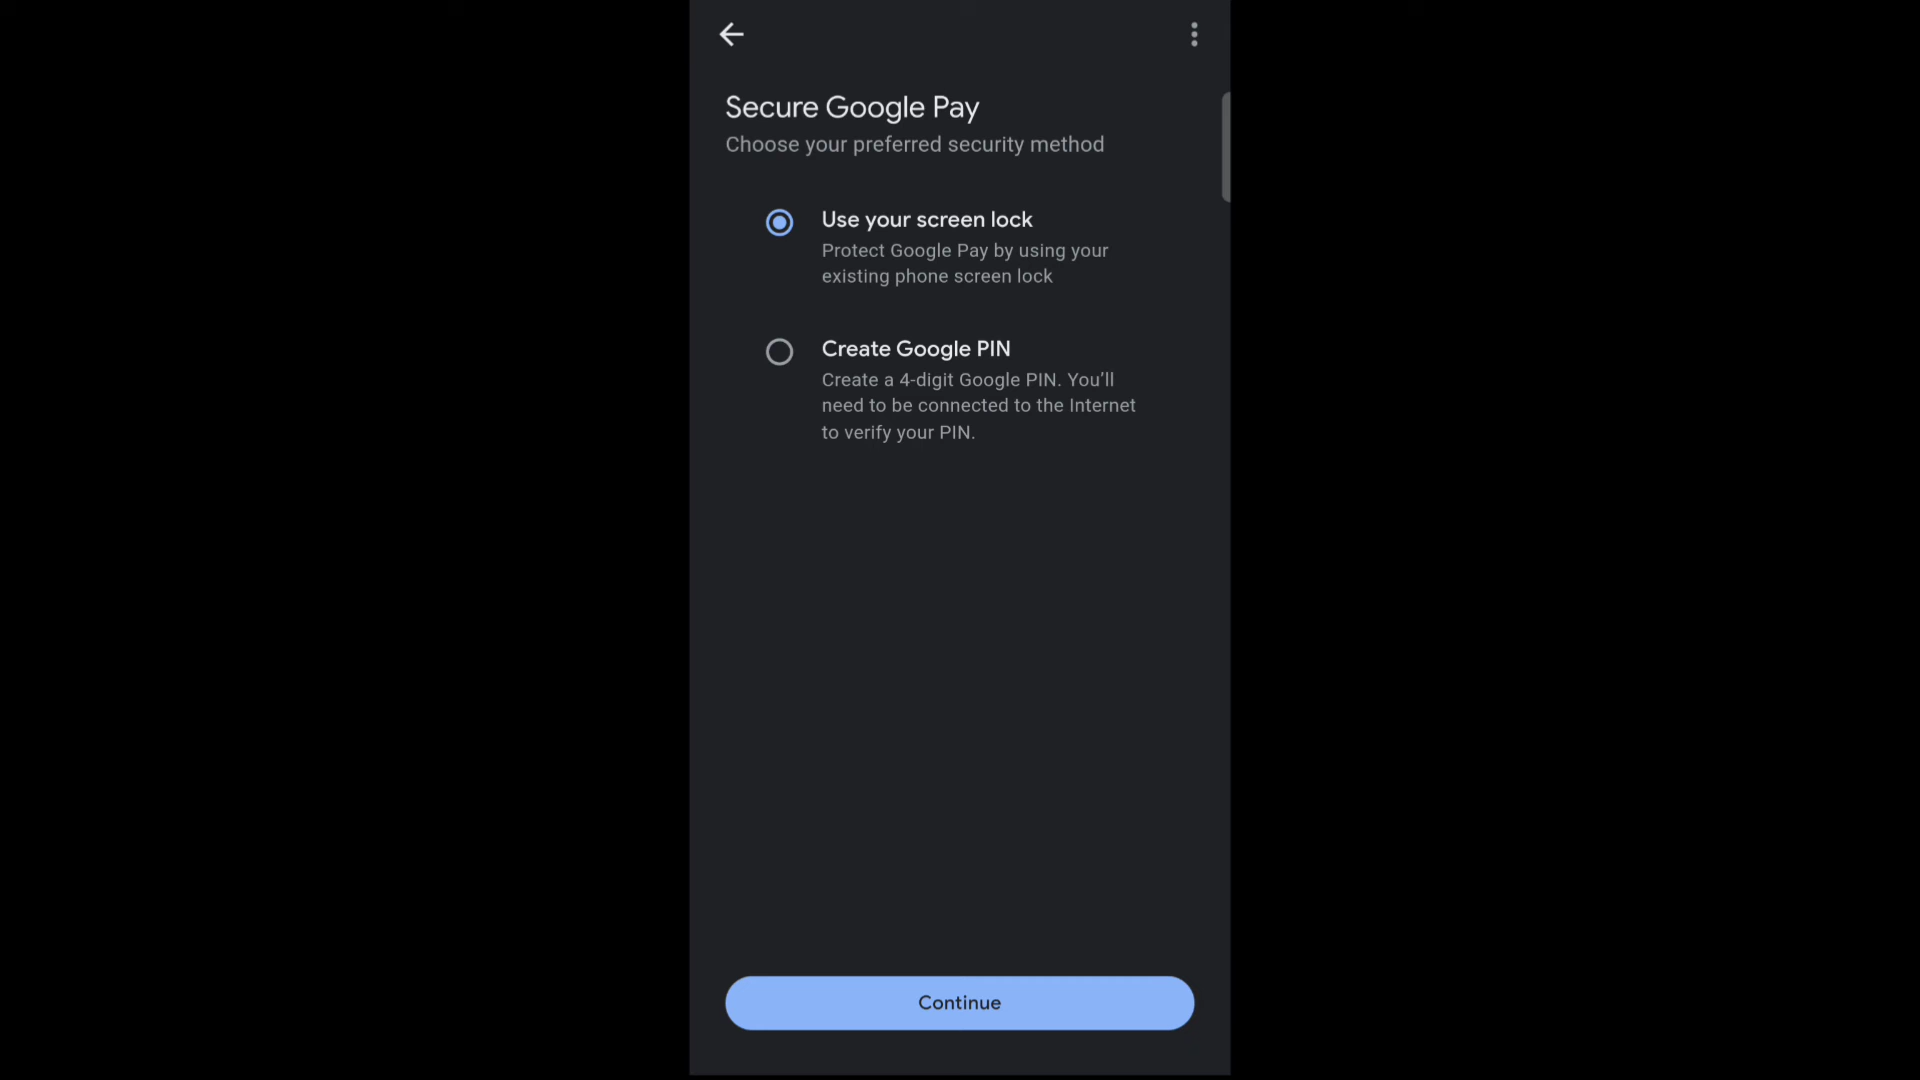 Secure Google Pay
Choose your preferred security method
Use your screen lock
Protect Google Pay by using your
existing phone screen lock
Create Google PIN
Create a 4-digit Google PIN. You’ll
need to be connected to the Internet
to verify your PIN.
Continue